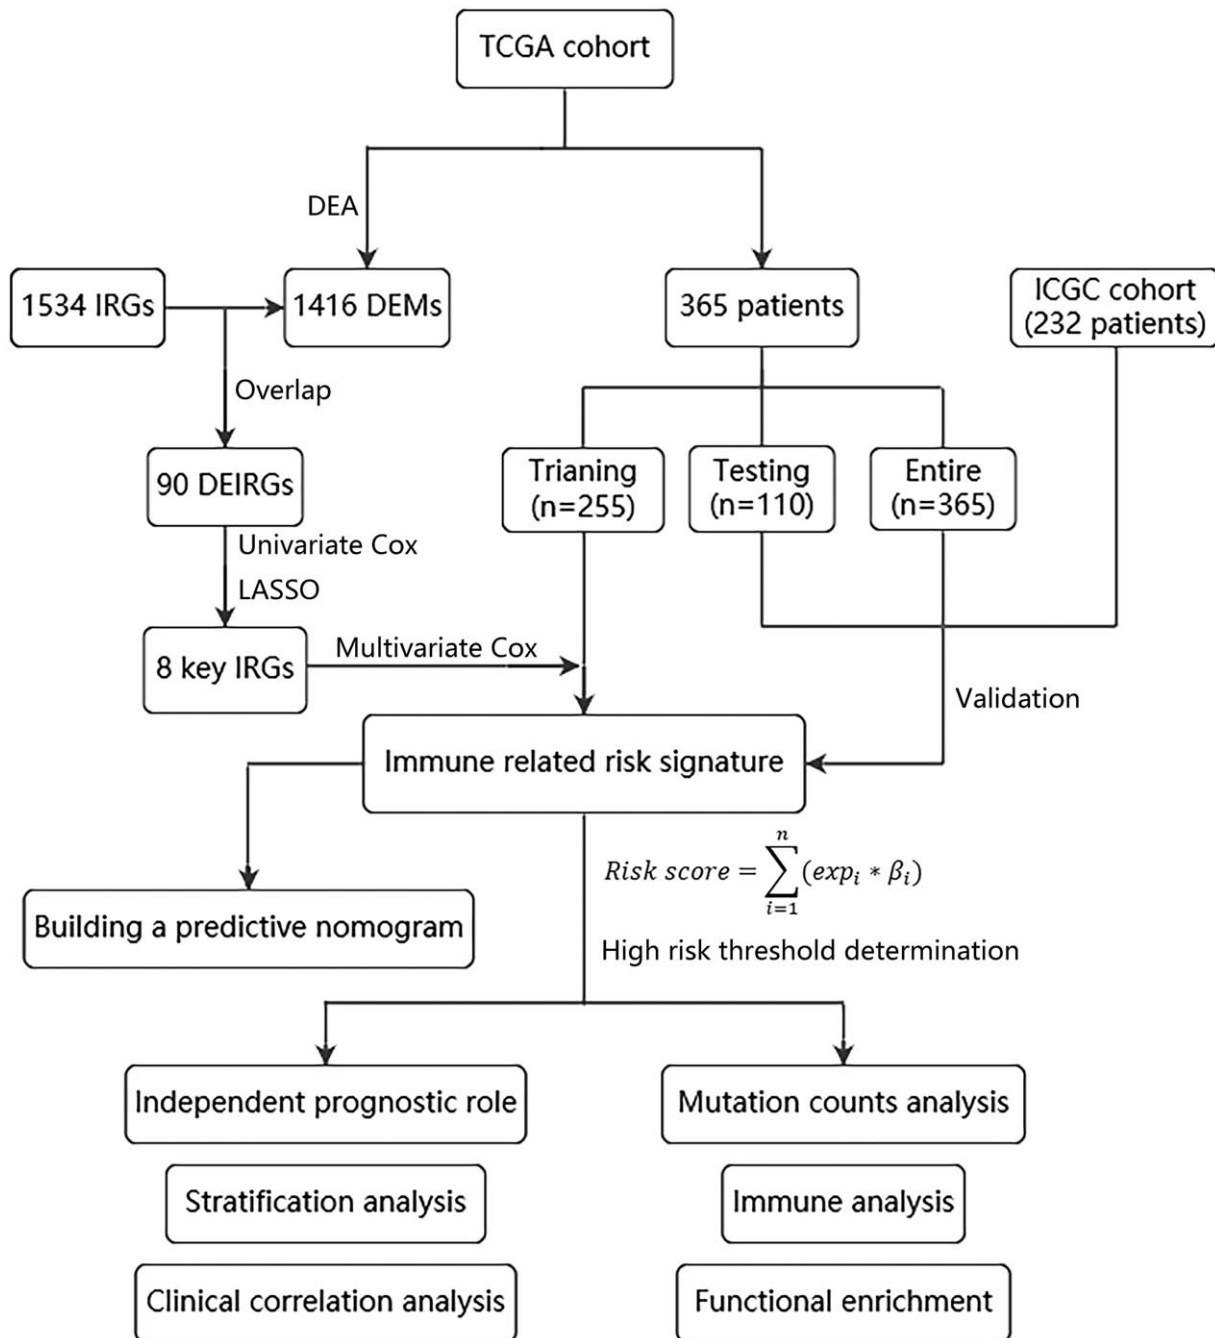 TCGA cohort
DEA
1534 IRGs
1416 DEMs
365 patients
ICGC cohort
(232 patients)
Overlap
90 DEIRGs
Trianing
(n=255)
Testing
(n=110)
Entire
(n=365)
Univariate Cox
LASSO
8 key IRGs
Multivariate Cox
Validation
Immune related risk signature
Risk score = ∑_{i=1}^{n} (exp_i * β_i)
Building a predictive nomogram
High risk threshold determination
Independent prognostic role
Mutation counts analysis
Stratification analysis
Immune analysis
Clinical correlation analysis
Functional enrichment